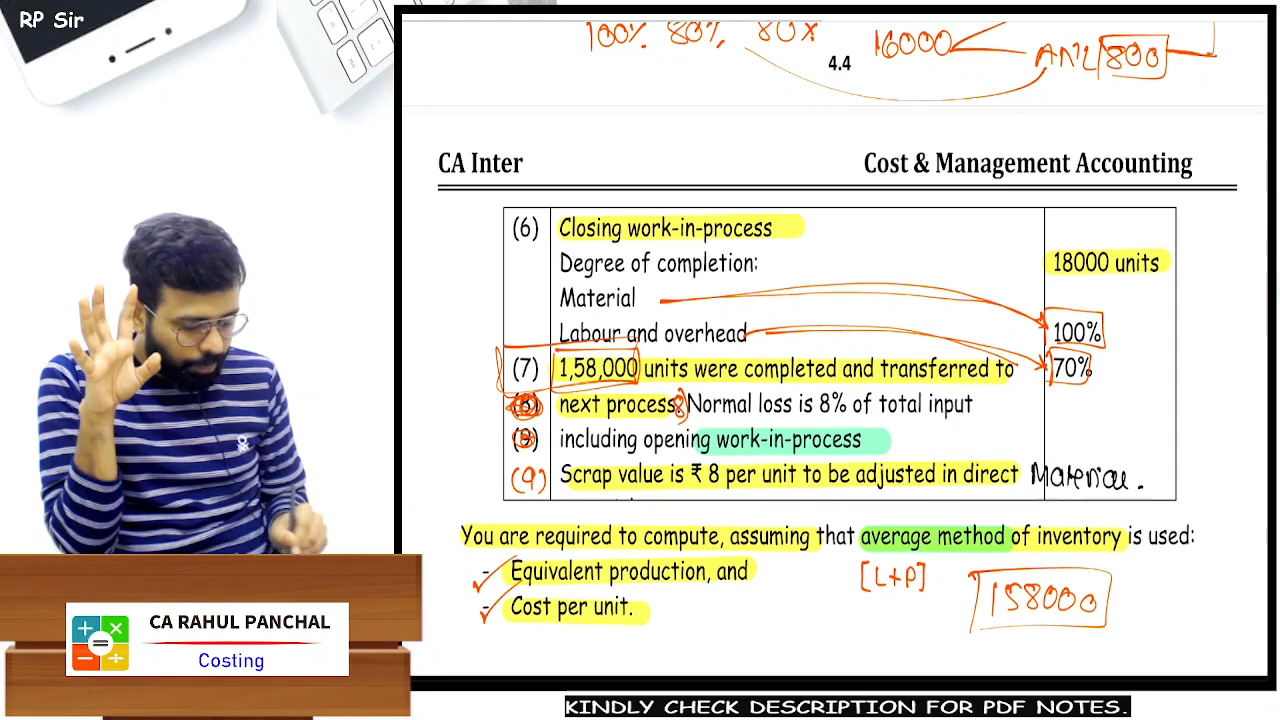 RP Sir
100% 80% 80%
16000
4.4
800
CA Inter
Cost & Management Accounting
(6) Closing work-in-process
Degree of completion: 18000 units
Material
Labour and overhead 100%
(7) 1,58,000 units were completed and transferred to 70%
next process. 8) Normal loss is 8% of total input
including opening work-in-process
(9) Scrap value is ₹ 8 per unit to be adjusted in direct Material.
You are required to compute, assuming that average method of inventory is used:
- Equivalent production, and [L+P] 158000
- Cost per unit.
CA RAHUL PANCHAL
Costing
KINDLY CHECK DESCRIPTION FOR PDF NOTES.